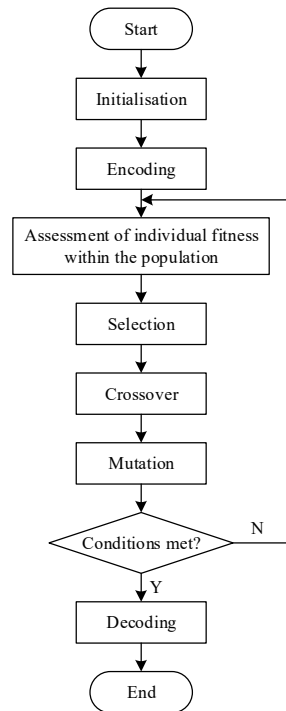 Start
Initialisation
Encoding
Assessment of individual fitness
within the population
Selection
Crossover
Mutation
Conditions met?
N
Y
Decoding
End